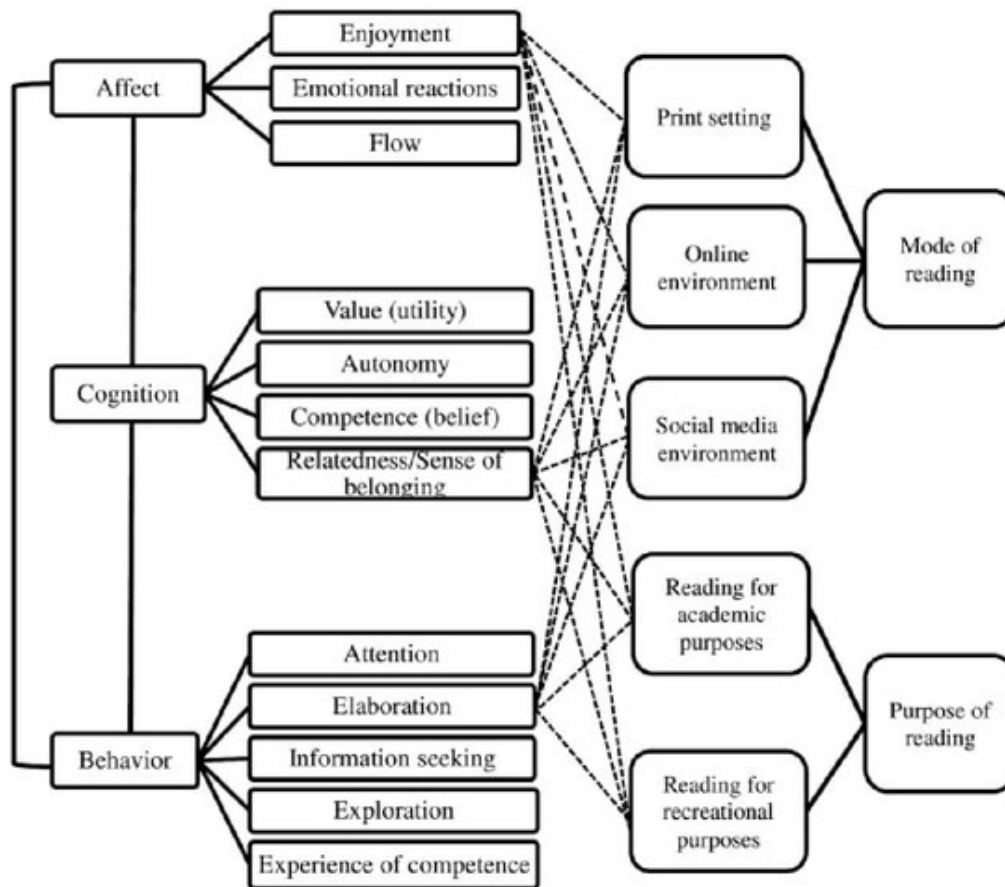 Affect
Enjoyment
Emotional reactions
Flow
Cognition
Value (utility)
Autonomy
Competence (belief)
Relatedness/Sense of
belonging
Behavior
Attention
Elaboration
Information seeking
Exploration
Experience of competence
Print setting
Online
environment
Social media
environment
Mode of
reading
Reading for
academic
purposes
Reading for
recreational
purposes
Purpose of
reading